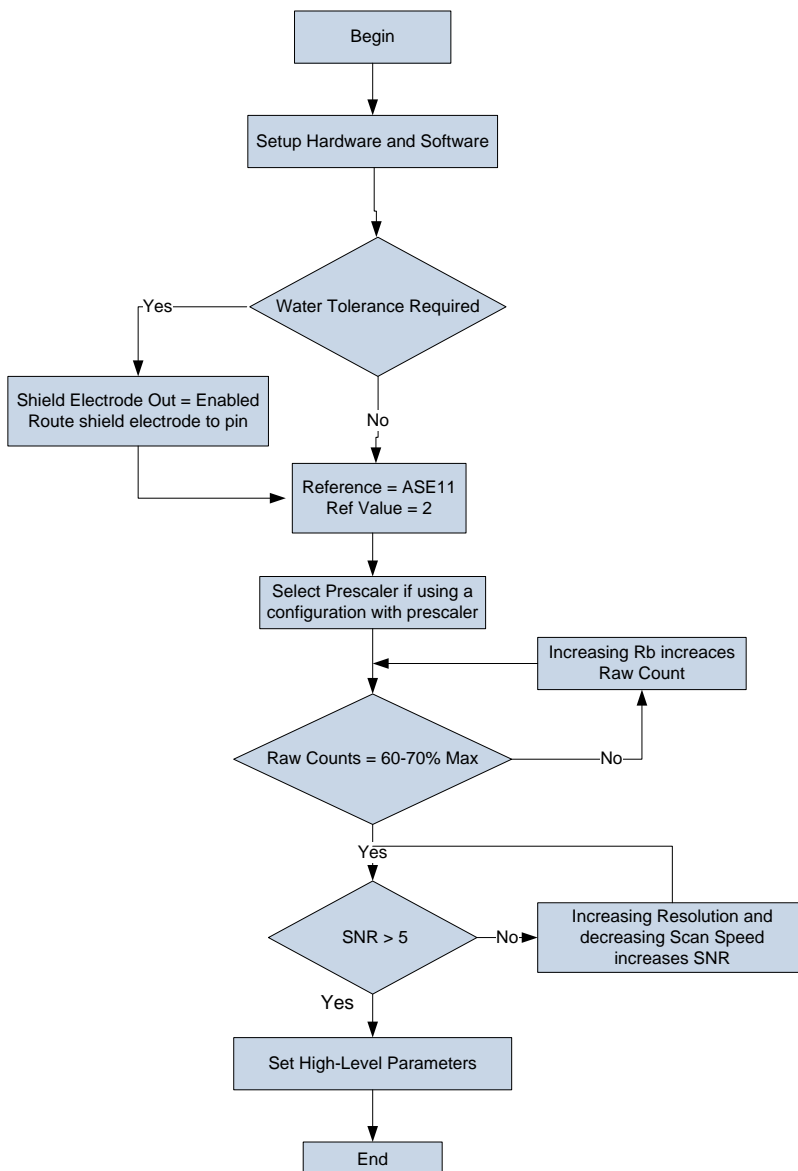 Begin
Setup Hardware and Software
Water Tolerance Required
Yes
Shield Electrode Out = Enabled
Route shield electrode to pin
No
Reference = ASE11
Ref Value = 2
Select Prescaler if using a
configuration with prescaler
Increasing Rb increaces
Raw Count
Raw Counts = 60-70% Max
No
Yes
SNR > 5
No
Increasing Resolution and
decreasing Scan Speed
increases SNR
Yes
Set High-Level Parameters
End